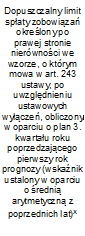 Dopuszczalny limit
spłaty zobowiązań
określony po
prawej stronie
nierówności we
wzorze, o którym
mowa w art. 243
ustawy, po
uwzględnieniu
ustawowych
wyłączeń, obliczony
w oparciu o plan 3.
kwartału roku
poprzedzającego
pierwszy rok
prognozy (wskaźnik
ustalony w oparciu
o średnią
arytmetyczną z
poprzednich lat)ˣ